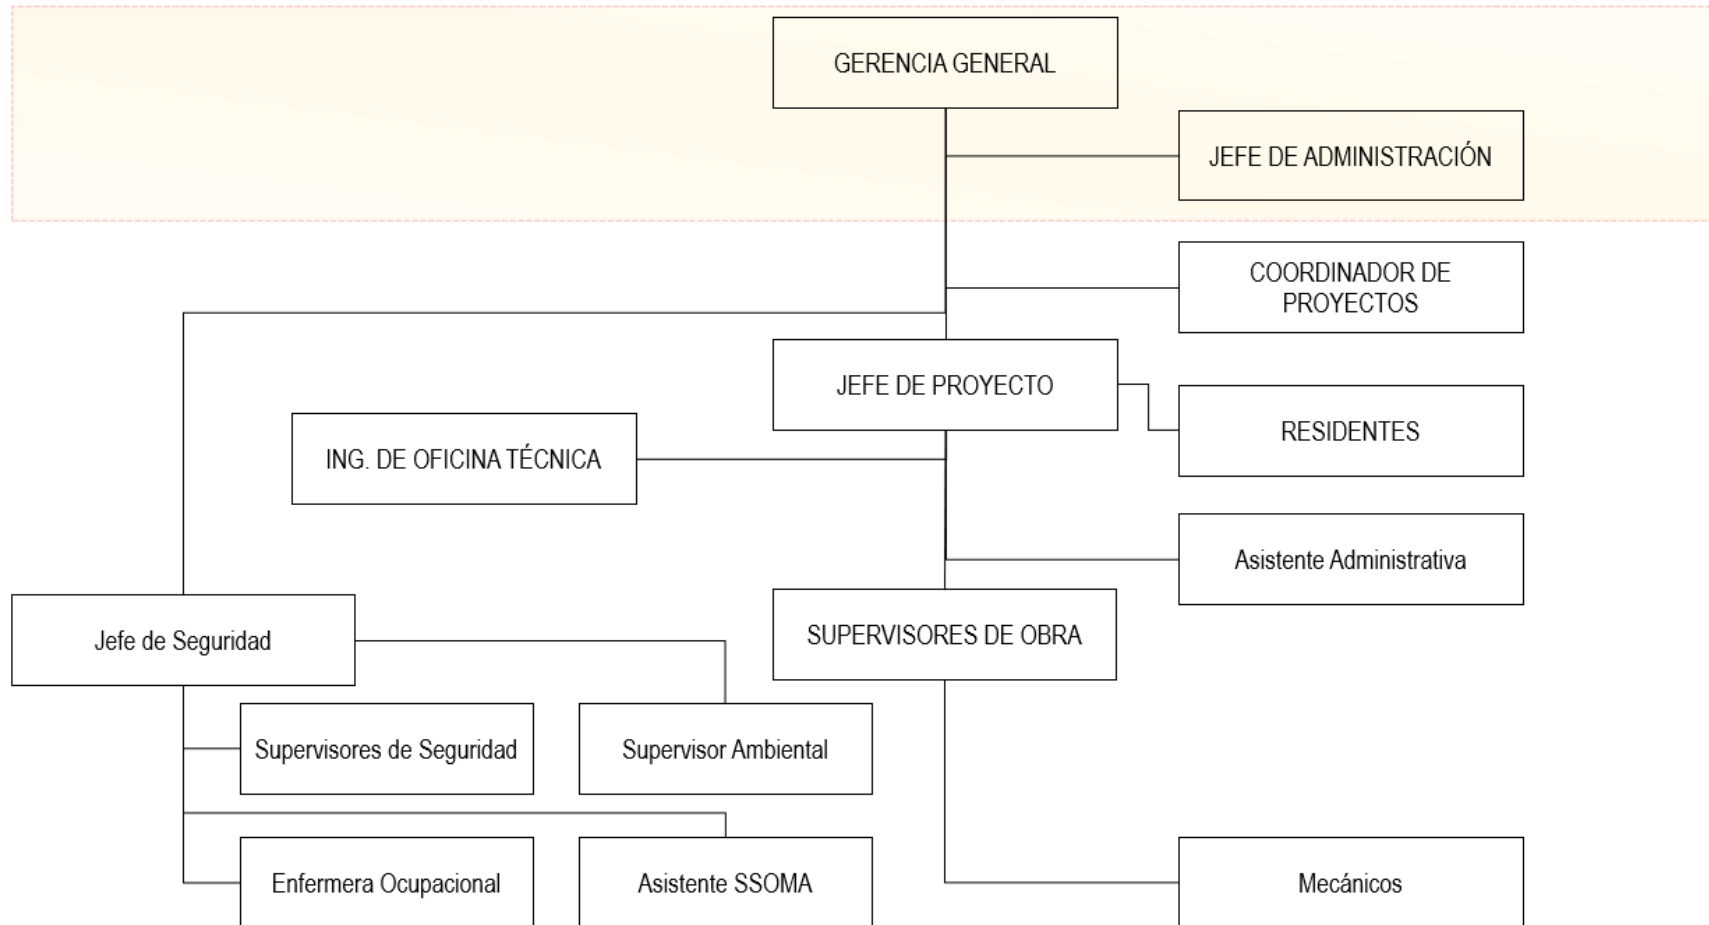 GERENCIA GENERAL
JEFE DE ADMINISTRACIÓN
COORDINADOR DE
PROYECTOS
JEFE DE PROYECTO
RESIDENTES
ING. DE OFICINA TÉCNICA
Asistente Administrativa
Jefe de Seguridad
SUPERVISORES DE OBRA
Supervisores de Seguridad
Supervisor Ambiental
Enfermera Ocupacional
Asistente SSOMA
Mecánicos